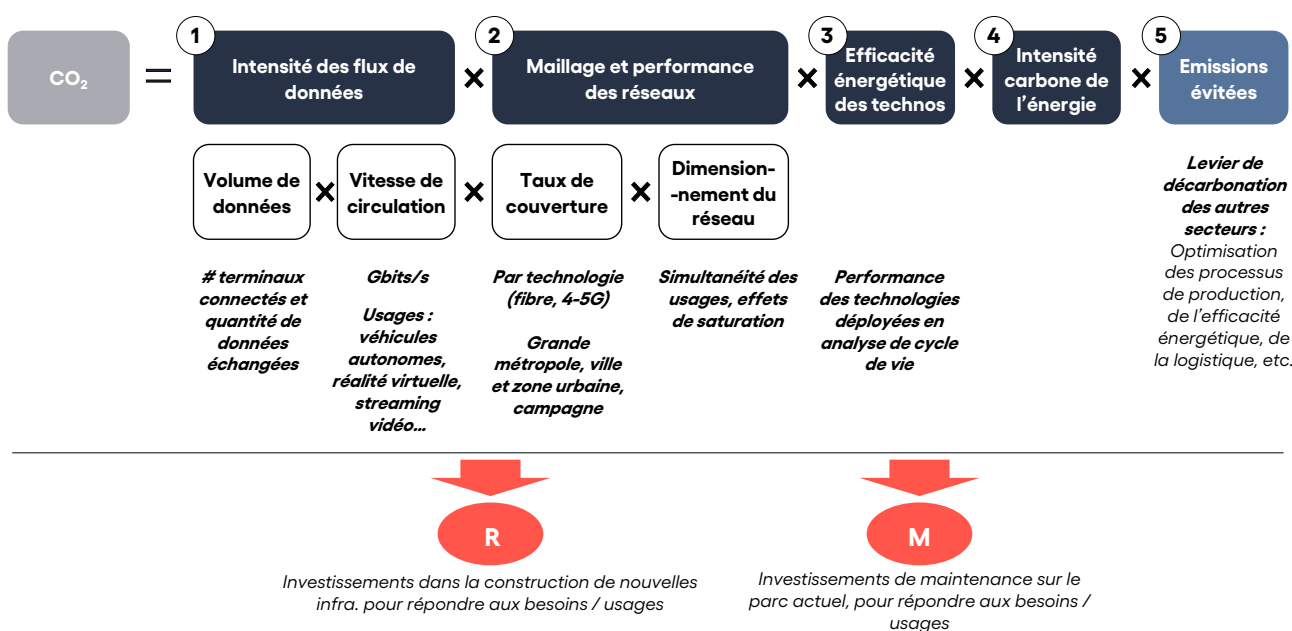 CO₂
=
1
Intensité des flux de
données
×
2
Maillage et performance
des réseaux
×
3
Efficacité
énergétique
des technos
×
4
Intensité
carbone de
l'énergie
×
5
Emissions
évitées
Volume de
données
×
Vitesse de
circulation
×
Taux de
couverture
×
Dimension-
-nement du
réseau
# terminaux
connectés et
quantité de
données
échangées
Gbits/s
Usages :
véhicules
autonomes,
réalité virtuelle,
streaming
vidéo...
Par technologie
(fibre, 4-5G)
Grande
métropole, ville
et zone urbaine,
campagne
Simultanéité des
usages, effets
de saturation
Performance
des technologies
déployées en
analyse de cycle
de vie
Levier de
décarbonation
des autres
secteurs :
Optimisation
des processus
de production,
de l'efficacité
énergétique, de
la logistique, etc.
R
Investissements dans la construction de nouvelles
infra. pour répondre aux besoins / usages
M
Investissements de maintenance sur le
parc actuel, pour répondre aux besoins /
usages